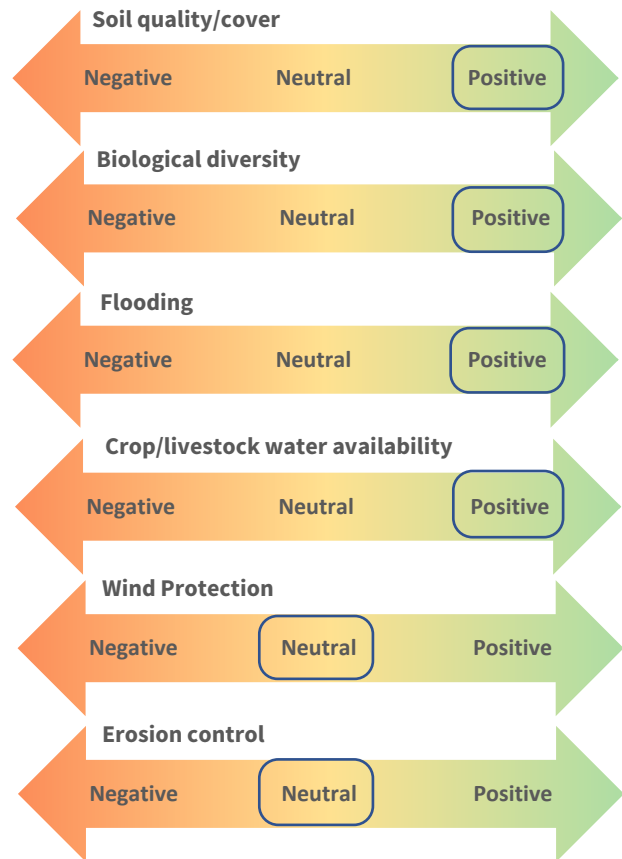 Soil quality/cover
Negative Neutral Positive
Biological diversity
Negative Neutral Positive
Flooding
Negative Neutral Positive
Crop/livestock water availability
Negative Neutral Positive
Wind Protection
Negative Neutral Positive
Erosion control
Negative Neutral Positive